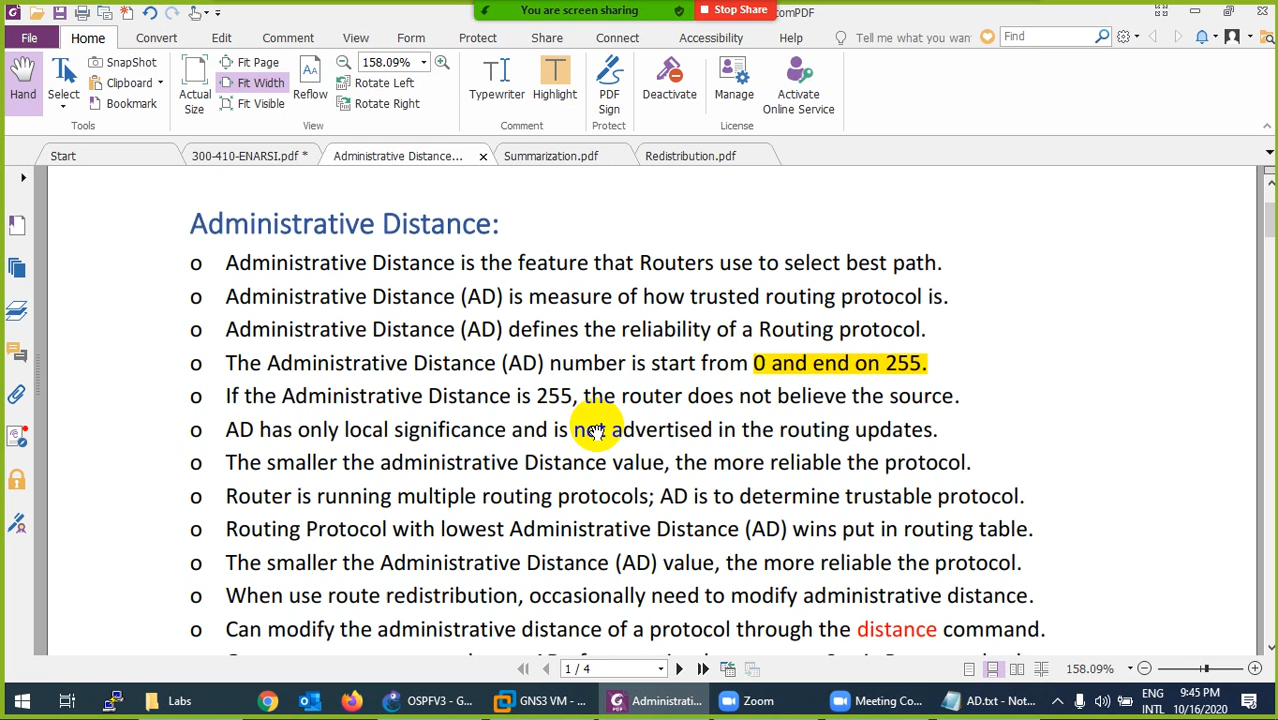 You are screen sharing
Stop Share
omPDF
File
Home
Convert
Edit
Comment
View
Form
Protect
Share
Connect
Accessibility
Help
Tell me what you wan
Find
Hand
Select
SnapShot
Clipboard
Bookmark
Tools
Actual
Size
Fit Page
Fit Width
Fit Visible
Reflow
158.09%
Rotate Left
Rotate Right
View
Typewriter
Highlight
Comment
PDF
Sign
Protect
Deactivate
Manage
Activate
Online Service
License
Start
300-410-ENARSI.pdf *
Administrative Distance...
Summarization.pdf
Redistribution.pdf
Administrative Distance:
o Administrative Distance is the feature that Routers use to select best path.
o Administrative Distance (AD) is measure of how trusted routing protocol is.
o Administrative Distance (AD) defines the reliability of a Routing protocol.
o The Administrative Distance (AD) number is start from 0 and end on 255.
o If the Administrative Distance is 255, the router does not believe the source.
o AD has only local significance and is not advertised in the routing updates.
o The smaller the administrative Distance value, the more reliable the protocol.
o Router is running multiple routing protocols; AD is to determine trustable protocol.
o Routing Protocol with lowest Administrative Distance (AD) wins put in routing table.
o The smaller the Administrative Distance (AD) value, the more reliable the protocol.
o When use route redistribution, occasionally need to modify administrative distance.
o Can modify the administrative distance of a protocol through the distance command.
1 / 4
158.09%
Labs
OSPFV3 - G...
GNS3 VM - ...
Administrati...
Zoom
Meeting Co...
AD.txt - Not...
ENG
INTL
9:45 PM
10/16/2020